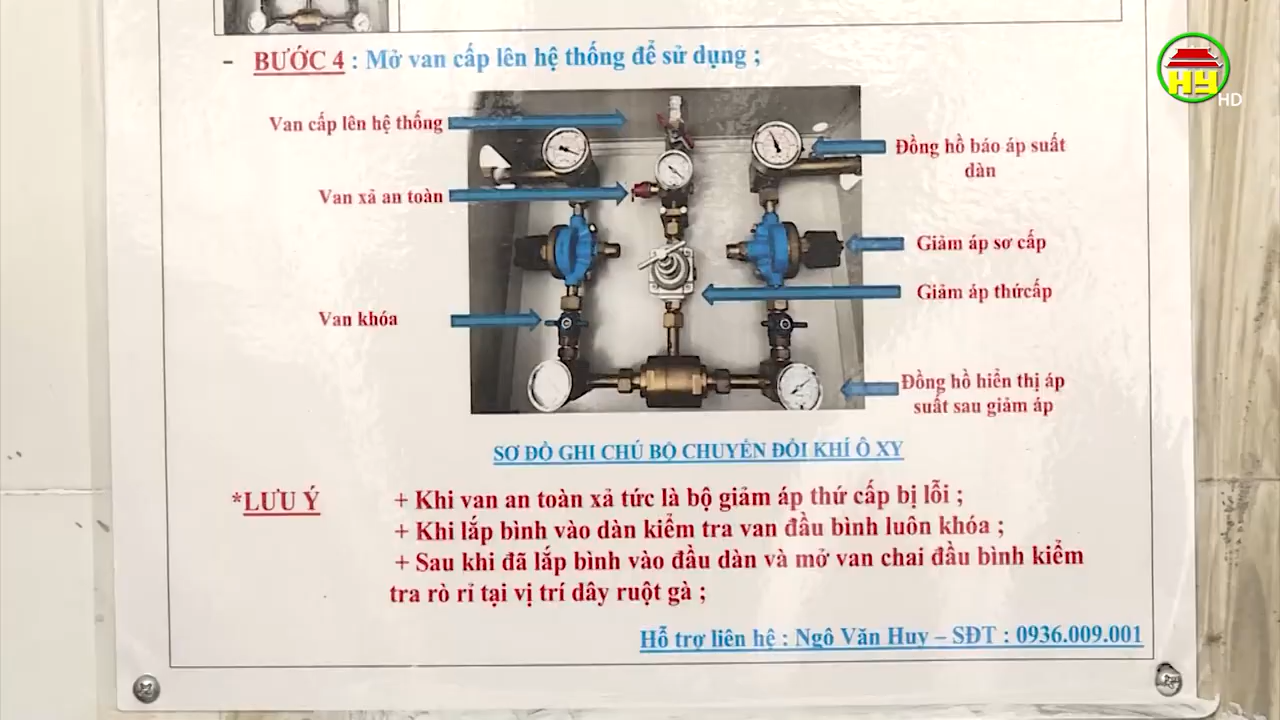 - BƯỚC 4 : Mở van cấp lên hệ thống để sử dụng ;
HY
HD
Van cấp lên hệ thống
Đồng hồ báo áp suất
dàn
Van xả an toàn
Giảm áp sơ cấp
Giảm áp thứcấp
Van khóa
Đồng hồ hiển thị áp
suất sau giảm áp
SƠ ĐỒ GHI CHÚ BỘ CHUYỂN ĐỔI KHÍ Ô XY
*LƯU Ý
+ Khi van an toàn xả tức là bộ giảm áp thứ cấp bị lỗi ;
+ Khi lắp bình vào dàn kiểm tra van đầu bình luôn khóa ;
+ Sau khi đã lắp bình vào đầu dàn và mở van chai đầu bình kiểm
tra rò rỉ tại vị trí dây ruột gà ;
Hỗ trợ liên hệ : Ngô Văn Huy – SĐT : 0936.009.001